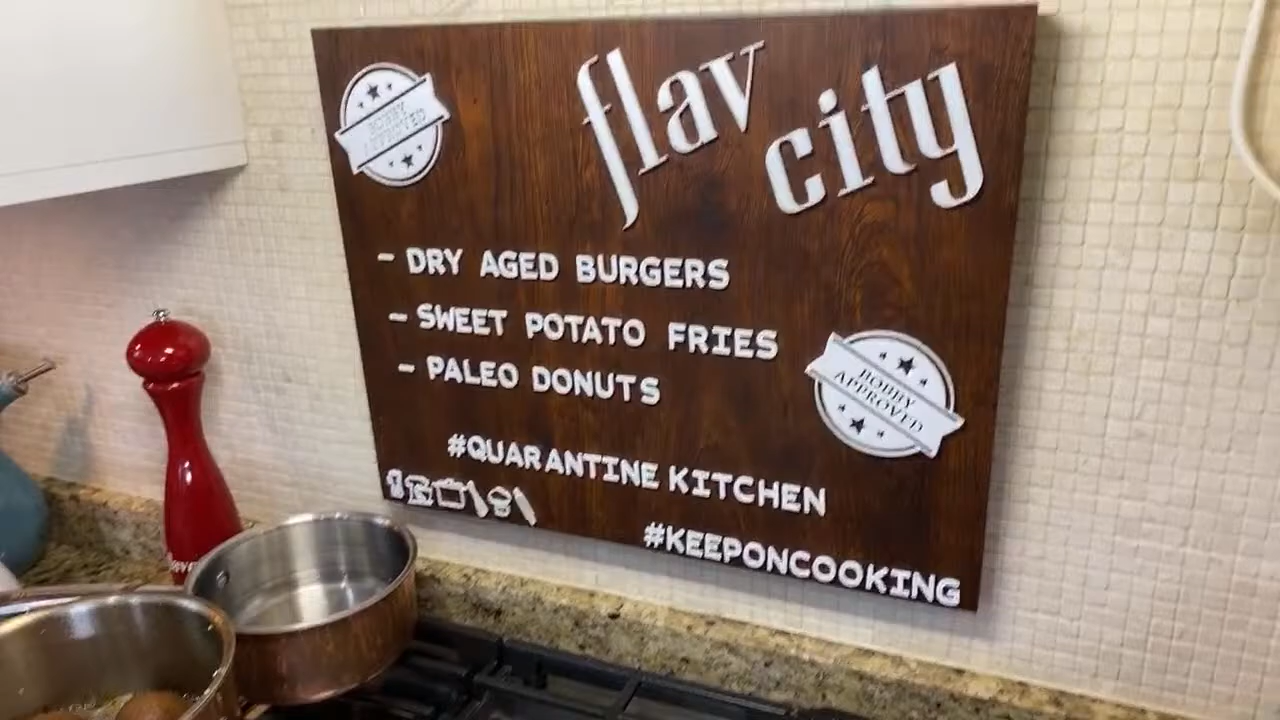 flav
city
BOBBY
APPROVED
- DRY AGED BURGERS
- SWEET POTATO FRIES
- PALEO DONUTS
BOBBY
APPROVED
#QUARANTINE KITCHEN
#KEEPONCOOKING